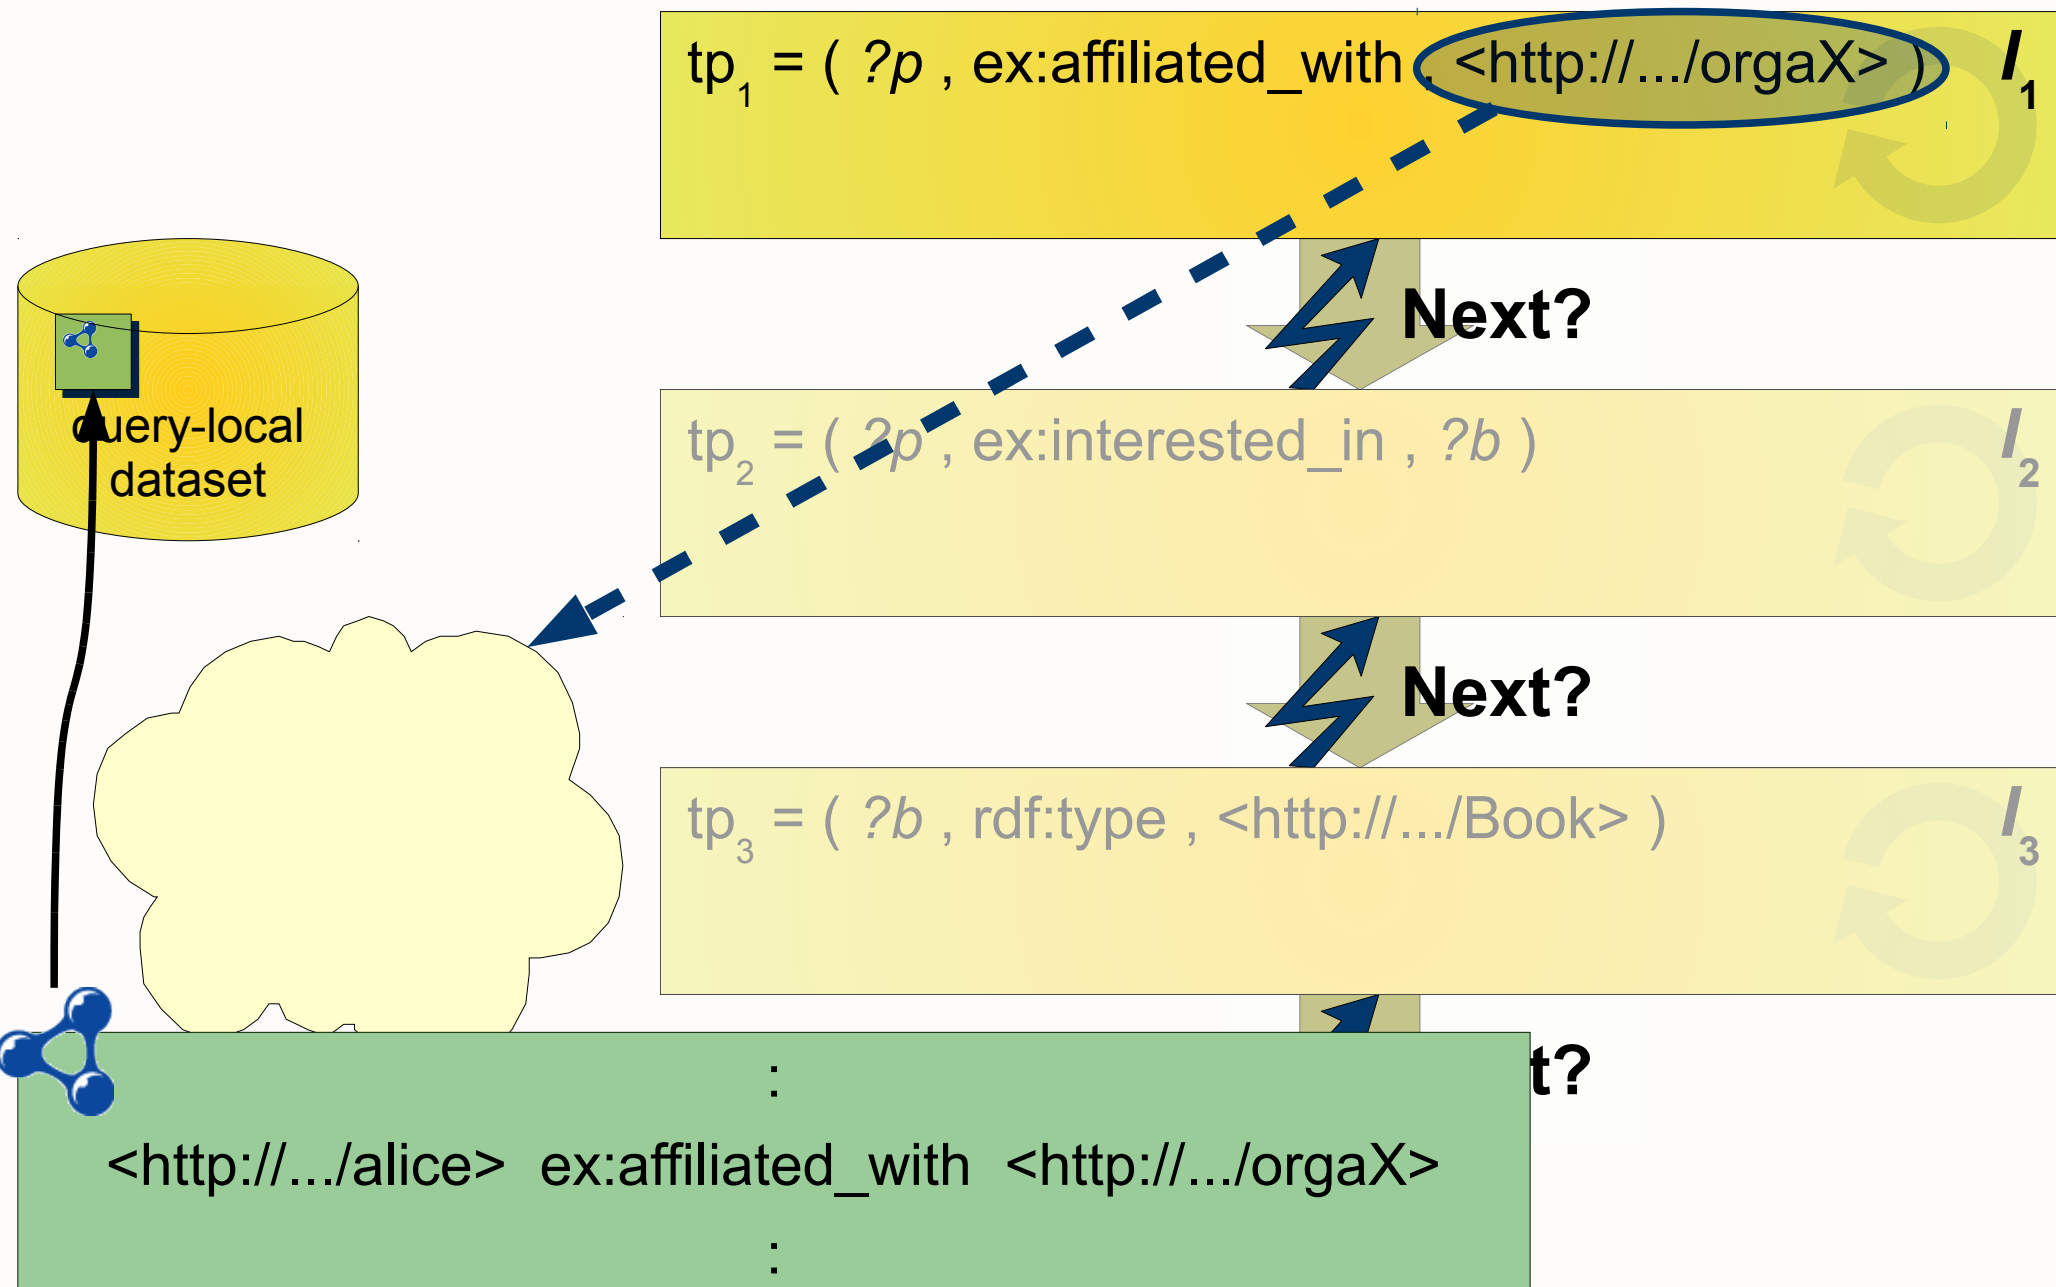 tp1 = ( ?p , ex:affiliated_with , <http://.../orgaX> ) I1
Next?
query-local
dataset
tp2 = ( ?p , ex:interested_in , ?b ) I2
Next?
tp3 = ( ?b , rdf:type , <http://.../Book> ) I3
t?
:
<http://.../alice> ex:affiliated_with <http://.../orgaX>
: